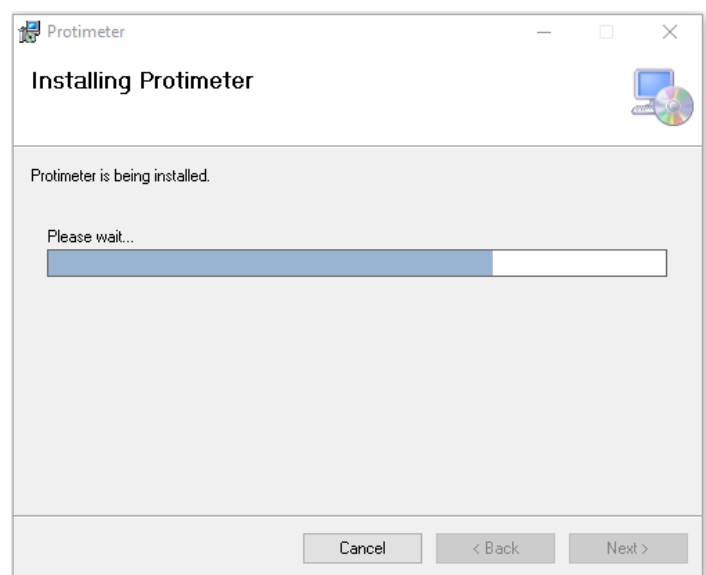 Protimeter
Installing Protimeter
Protimeter is being installed.
Please wait...
Cancel
< Back
Next >